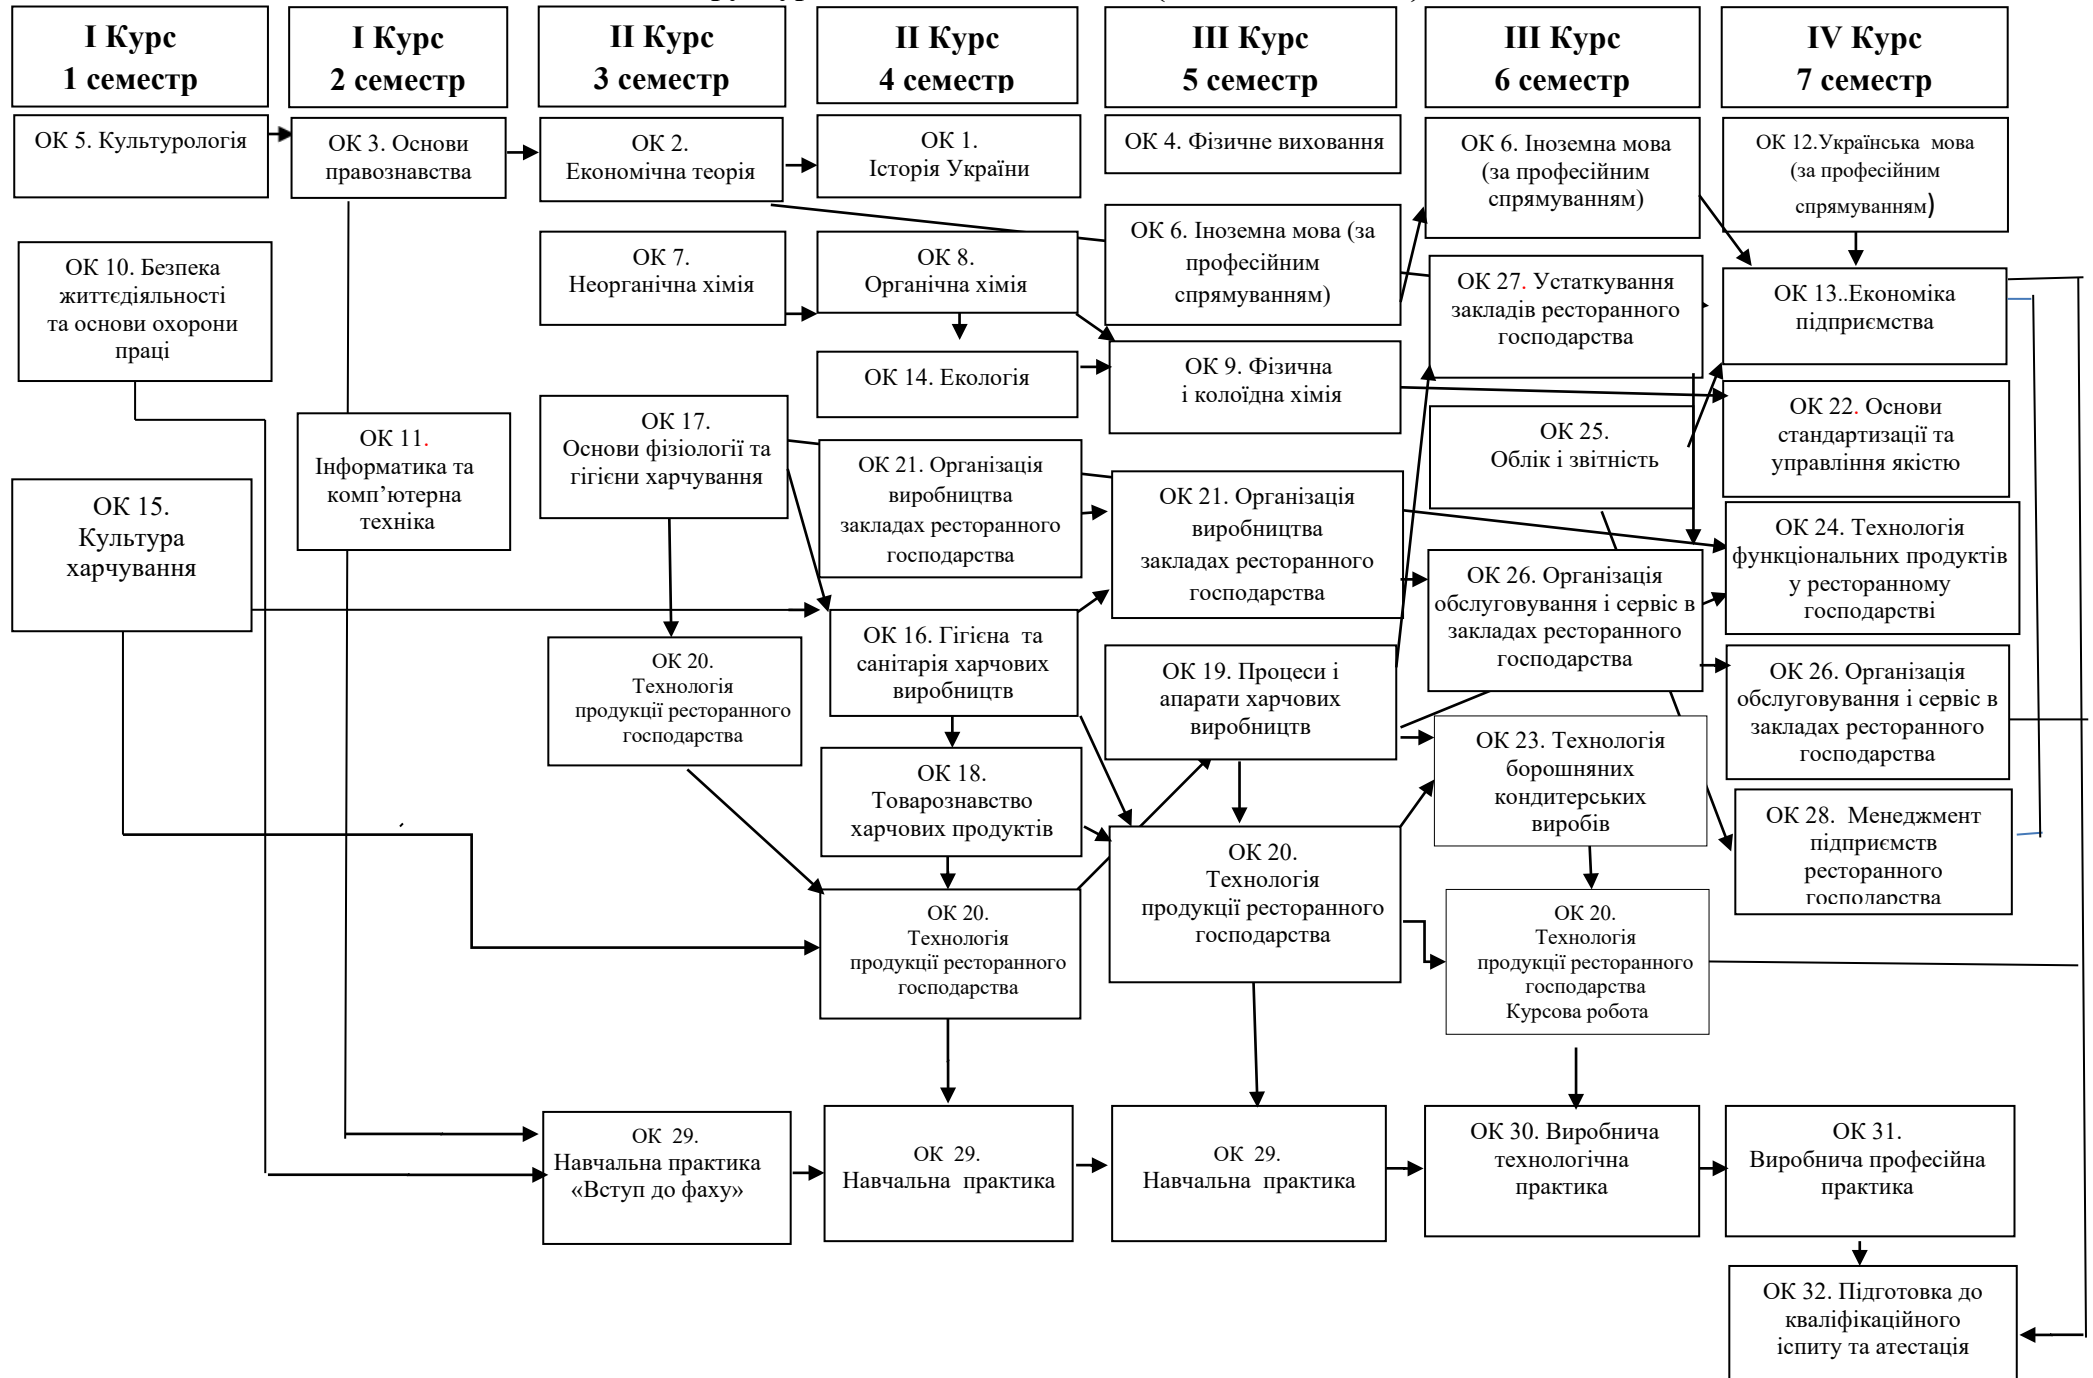 I Курс
1 семестр
I Курс
2 семестр
II Курс
3 семестр
II Курс
4 семестр
III Курс
5 семестр
III Курс
6 семестр
IV Курс
7 семестр
ОК 5. Культурологія
ОК 10. Безпека
життєдіяльності
та основи охорони
праці
ОК 15.
Культура
харчування
ОК 3. Основи
правознавства
ОК 11.
Інформатика та
комп’ютерна
техніка
ОК 2.
Економічна теорія
ОК 7.
Неорганічна хімія
ОК 17.
Основи фізіології та
гігієни харчування
ОК 20.
Технологія
продукції ресторанного
господарства
ОК 29.
Навчальна практика
«Вступ до фаху»
ОК 1.
Історія України
ОК 8.
Органічна хімія
ОК 14. Екологія
ОК 21. Організація
виробництва
закладах ресторанного
господарства
ОК 16. Гігієна та
санітарія харчових
виробництв
ОК 18.
Товарознавство
харчових продуктів
ОК 20.
Технологія
продукції ресторанного
господарства
ОК 29.
Навчальна практика
ОК 4. Фізичне виховання
ОК 6. Іноземна мова (за
професійним
спрямуванням)
ОК 9. Фізична
і колоїдна хімія
ОК 21. Організація
виробництва
закладах ресторанного
господарства
ОК 19. Процеси і
апарати харчових
виробництв
ОК 20.
Технологія
продукції ресторанного
господарства
ОК 29.
Навчальна практика
ОК 6. Іноземна мова
(за професійним
спрямуванням)
ОК 27. Устаткування
закладів ресторанного
господарства
ОК 25.
Облік і звітність
ОК 26. Організація
обслуговування і сервіс в
закладах ресторанного
господарства
ОК 23. Технологія
борошняних
кондитерських
виробів
ОК 20.
Технологія
продукції ресторанного
господарства
Курсова робота
ОК 30. Виробнича
технологічна
практика
ОК 12.Українська мова
(за професійним
спрямуванням)
ОК 13..Економіка
підприємства
ОК 22. Основи
стандартизації та
управління якістю
ОК 24. Технологія
функціональних продуктів
у ресторанному
господарстві
ОК 26. Організація
обслуговування і сервіс в
закладах ресторанного
господарства
ОК 28. Менеджмент
підприємств
ресторанного
господарства
ОК 31.
Виробнича професійна
практика
ОК 32. Підготовка до
кваліфікаційного
іспиту та атестація